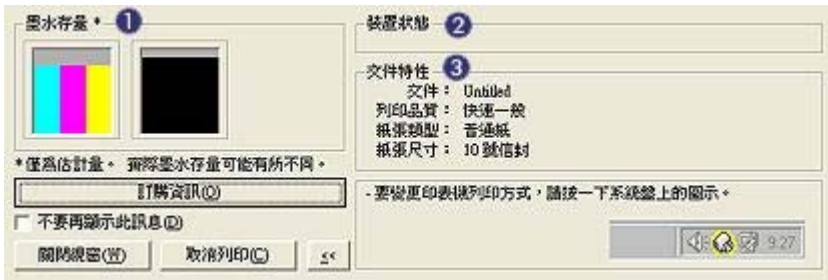 墨水存量 * 1
*僅為估計量。 實際墨水存量可能有所不同。
訂購資訊(O)
不要再顯示此訊息(D)
關閉視窗(W) 取消列印(C) <<
裝置狀態 2
文件特性 3
文件： Untitled
列印品質： 快速一般
紙張類型： 普通紙
紙張尺寸： 10 號信封
- 要變更印表機列印方式，請按一下系統盤上的圖示。
9:27